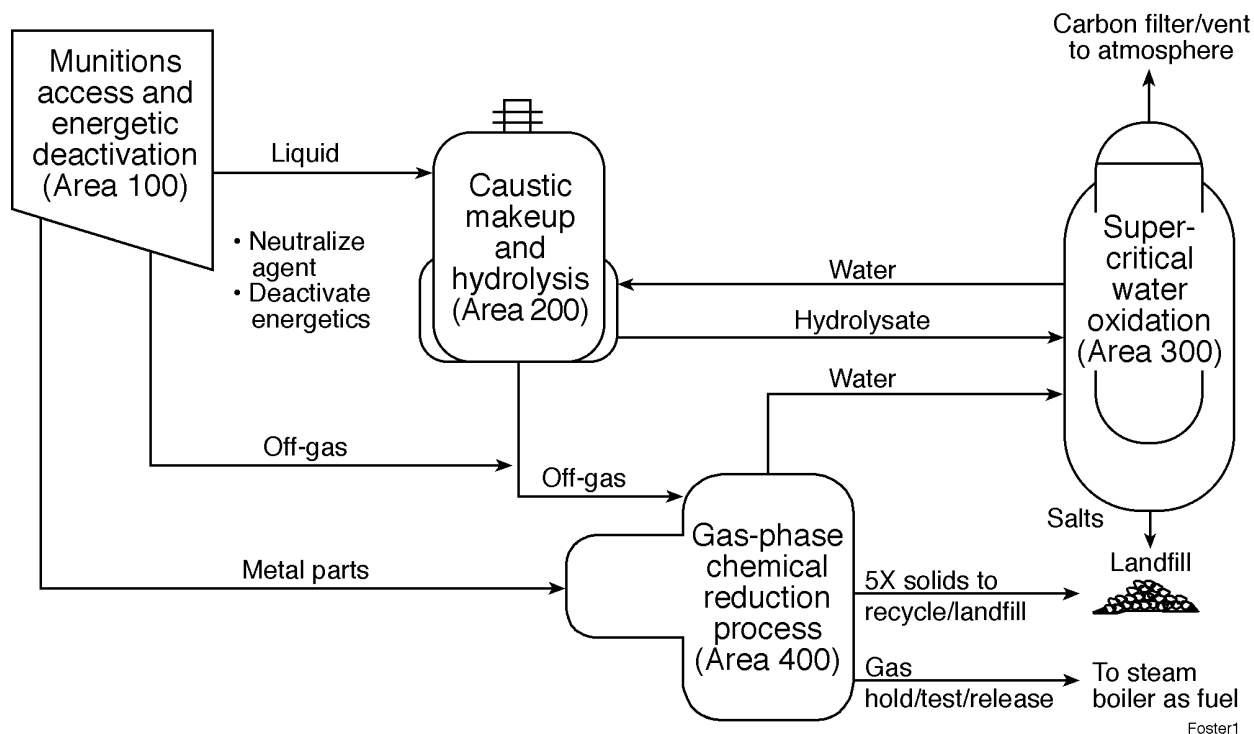 Munitions
access and
energetic
deactivation
(Area 100)
Liquid
• Neutralize
agent
• Deactivate
energetics
Caustic
makeup
and
hydrolysis
(Area 200)
Carbon filter/vent
to atmosphere
Super-
critical
water
oxidation
(Area 300)
Water
Hydrolysate
Water
Off-gas
Off-gas
Metal parts
Gas-phase
chemical
reduction
process
(Area 400)
Salts
Landfill
5X solids to
recycle/landfill
Gas
hold/test/release
To steam
boiler as fuel
Foster1